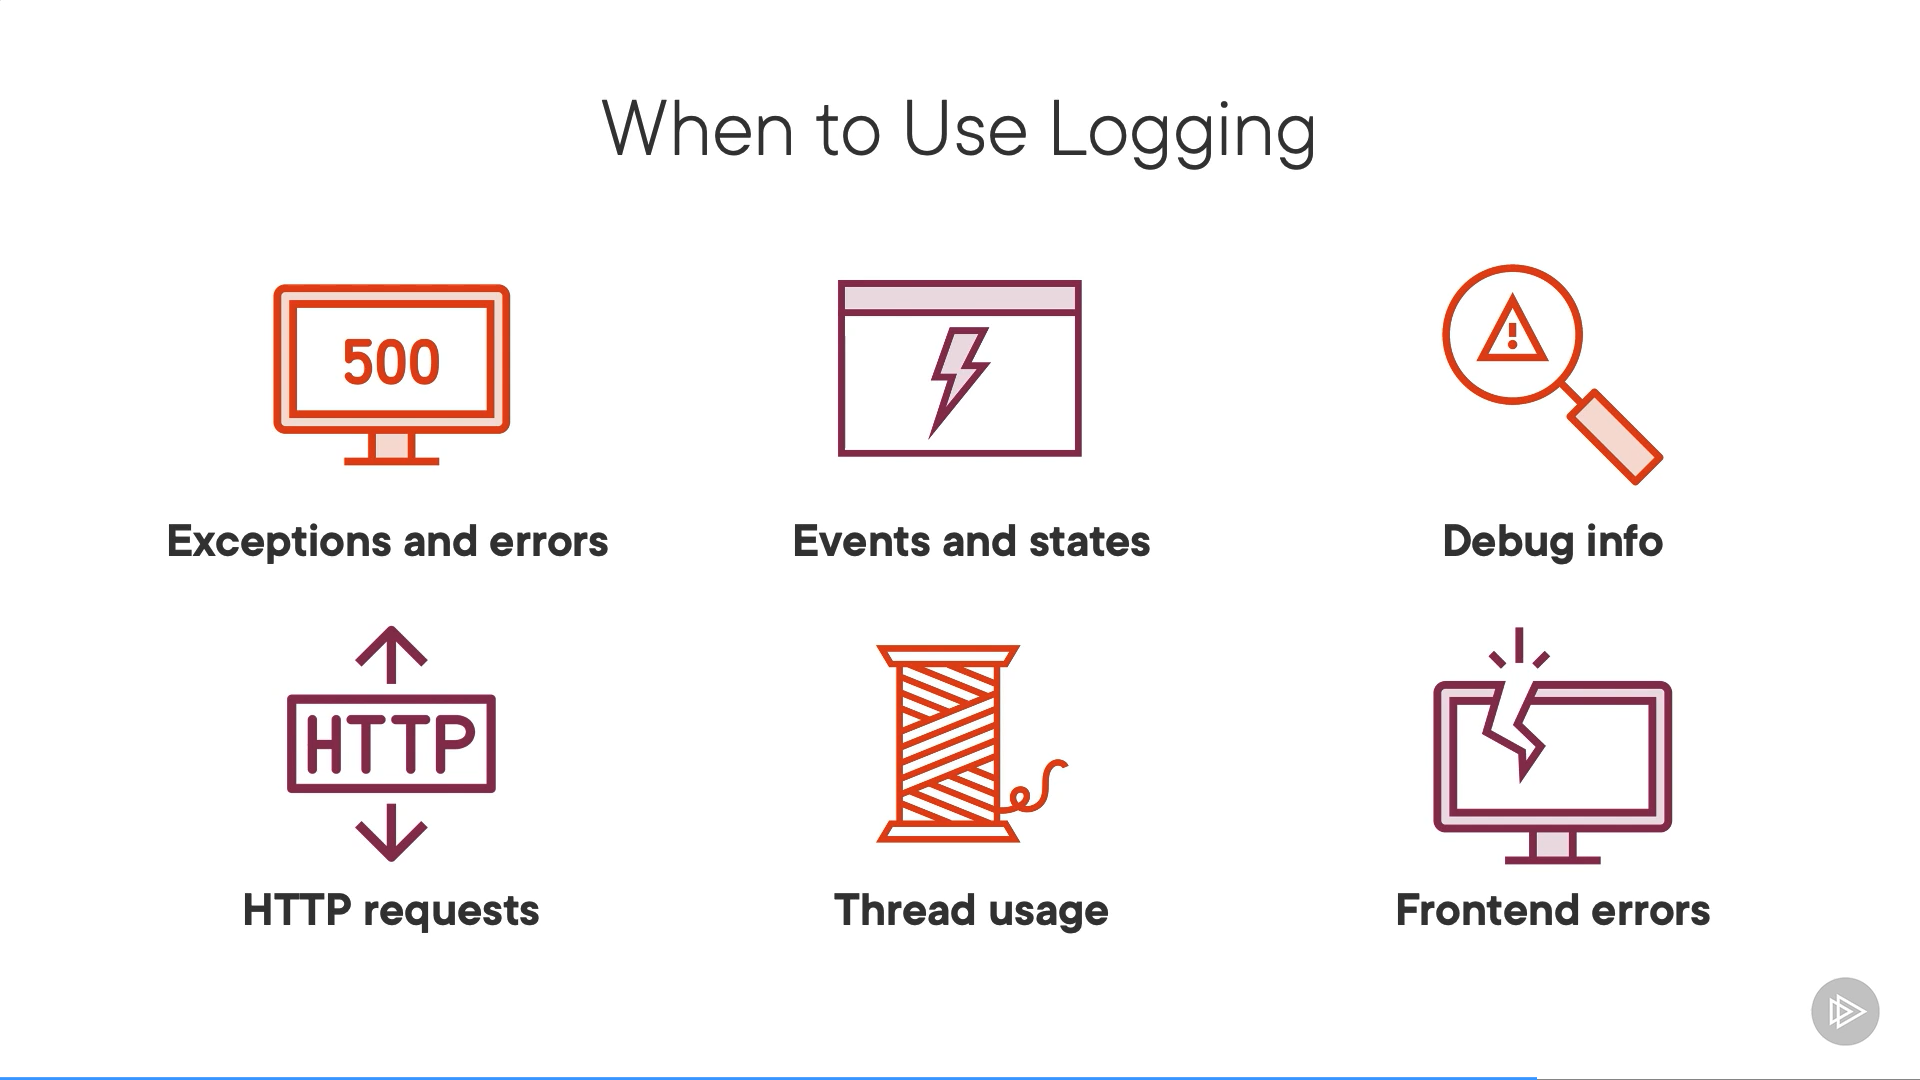 When to Use Logging
500
Exceptions and errors
Events and states
!
Debug info
HTTP
HTTP requests
Thread usage
Frontend errors